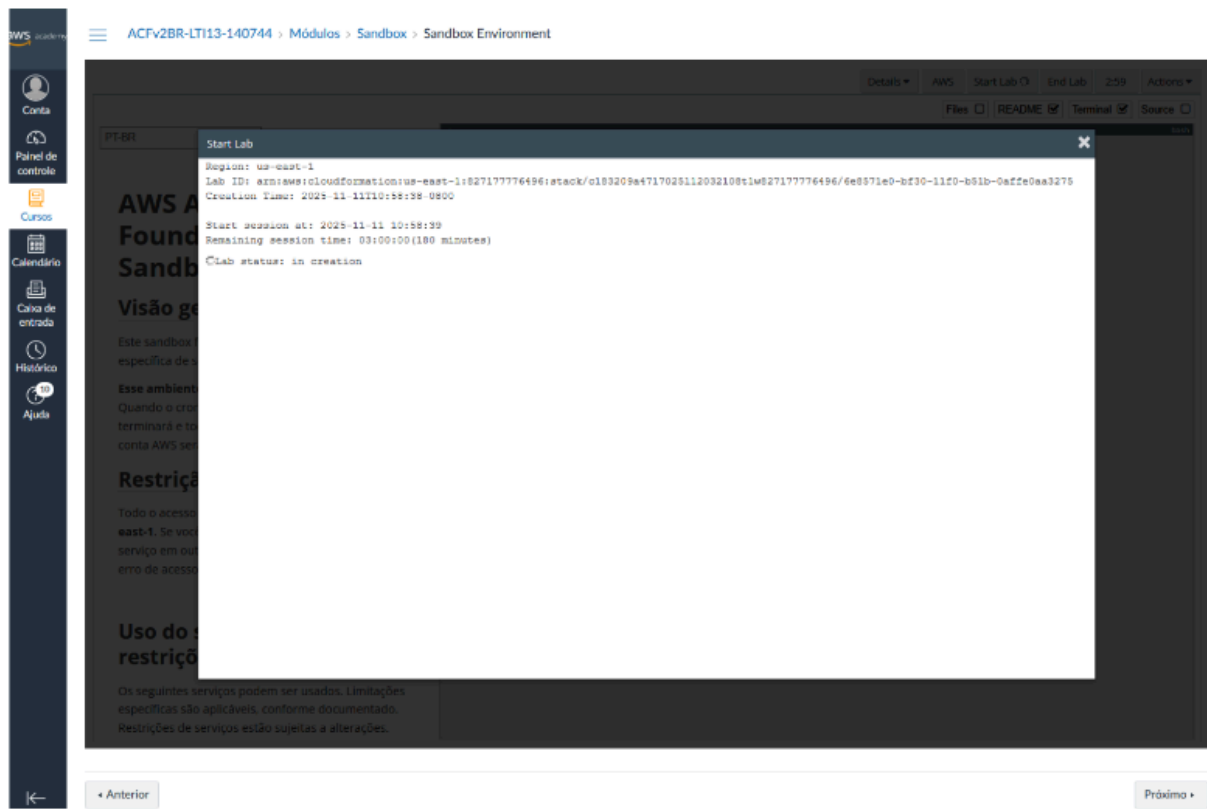 aws academy
ACFv2BR-LTI13-140744 > Módulos > Sandbox > Sandbox Environment
Conta
Painel de
controle
Cursos
Calendário
Caixa de
entrada
Histórico
10
Ajuda
Details AWS Start Lab End Lab 2:59 Actions
Files README Terminal Source
PT-BR
Start Lab
Region: us-east-1
Lab ID: arn:aws:cloudformation:us-east-1:827177776496:stack/c183209a4717025112032108t1w827177776496/6e8571e0-bf30-11f0-b51b-0affe0aa3275
Creation Time: 2025-11-11T10:58:38-0800
Start session at: 2025-11-11 10:58:39
Remaining session time: 03:00:00(180 minutes)
Lab status: in creation
AWS A
Found
Sandb
Visão ge
Este sandbox f
específica de s
Esse ambient
Quando o cron
terminará e to
conta AWS ser
Restriçã
Todo o acesso
east-1. Se você
serviço em out
erro de acesso
Uso do s
restriçõ
Os seguintes serviços podem ser usados. Limitações
específicas são aplicáveis, conforme documentado.
Restrições de serviços estão sujeitas a alterações.
Anterior
Próximo